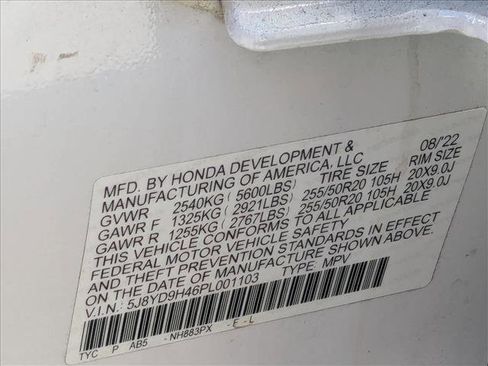 MFD. BY HONDA DEVELOPMENT & 08/'22
MANUFACTURING OF AMERICA, LLC
TIRE SIZE RIM SIZE
GVWR 2540KG ( 5600LBS)
GAWR F 1325KG ( 2921LBS) 255/50R20 105H 20X9.0J
GAWR R 1255KG ( 2767LBS) 255/50R20 105H 20X9.0J
THIS VEHICLE CONFORMS TO ALL APPLICABLE
FEDERAL MOTOR VEHICLE SAFETY
AND THEFT PREVENTION STANDARDS IN EFFECT
ON THE DATE OF MANUFACTURE SHOWN ABOVE.
V.I.N.: 5J8YD9H46PL001103 TYPE: MPV
TYC P AB5 - NH883PX - E - L